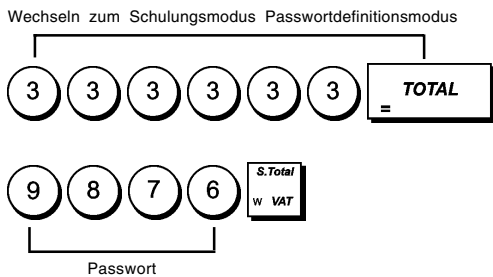 Wechseln zum Schulungsmodus Passwortdefinitionsmodus
3 3 3 3 3 3 TOTAL
=
9 8 7 6 S.Total
w VAT
Passwort